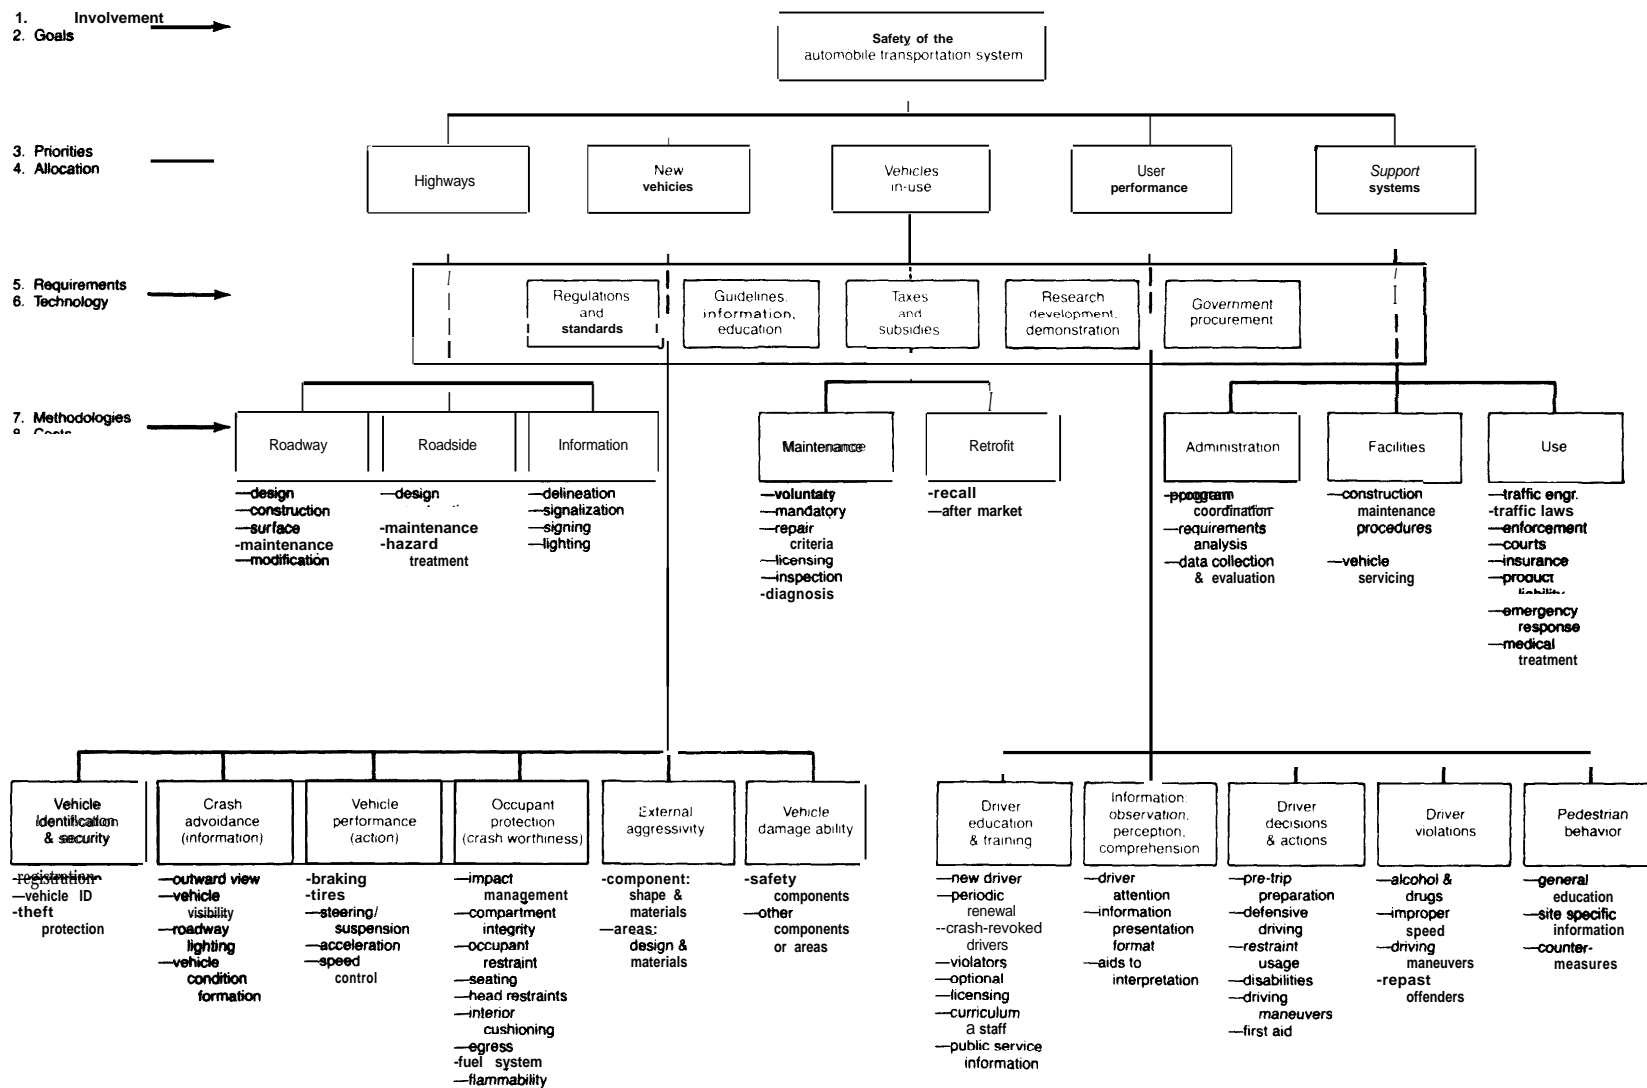 1. Involvement
2. Goals
Safety of the
automobile transportation system
3. Priorities
4. Allocation
Highways
New
vehicies
Vehicles
in-use
User
performance
Support
systems
5. Requirements
6. Technology
Regulations
and
standards
Guidelines,
information,
education
Taxes
and
subsidies
Research
development,
demonstration
Government
procurement
7. Methodologies
8. Costs
Roadway
—design
—construction
—surface
-maintenance
—modification
Roadside
—design
-maintenance
-hazard
treatment
Information
—delineation
—signalization
—signing
—lighting
Maintenance
—voluntary
—mandatory
—repair
criteria
—licensing
—inspection
-diagnosis
Retrofit
-recall
—after market
Administration
—program
coordination
—requirements
analysis
—data collection
& evaluation
Facilities
—construction
maintenance
procedures
—vehicle
servicing
Use
—traffic engr.
-traffic laws
—enforcement
—courts
—insurance
—product
liability
—emergency
response
—medical
treatment
Vehicle
identification
& security
-registration
—vehicle ID
-theft
protection
Crash
advoidance
(information)
—outward view
—vehicle
visibility
—roadway
lighting
—vehicle
condition
formation
Vehicle
performance
(action)
-braking
-tires
—steering/
suspension
—acceleration
—speed
control
Occupant
protection
(crash worthiness)
—impact
management
—compartment
integrity
—occupant
restraint
—seating
—head restraints
—interior
cushioning
—egress
-fuel system
—flammability
External
aggressivity
-component:
shape &
materials
—areas:
design &
materials
Vehicle
damage ability
-safety
components
—other
components
or areas
Driver
education
& training
—new driver
—periodic
renewal
--crash-revoked
drivers
—violators
—optional
—licensing
—curriculum
a staff
—public service
information
Information:
observation,
perception,
comprehension
—driver
attention
—information
presentation
format
—aids to
interpretation
Driver
decisions
& actions
—pre-trip
preparation
—defensive
driving
—restraint
usage
—disabilities
—driving
maneuvers
—first aid
Driver
violations
—alcohol &
drugs
—improper
speed
—driving
maneuvers
-repast
offenders
Pedestrian
behavior
—general
education
—site specific
information
—counter-
measures